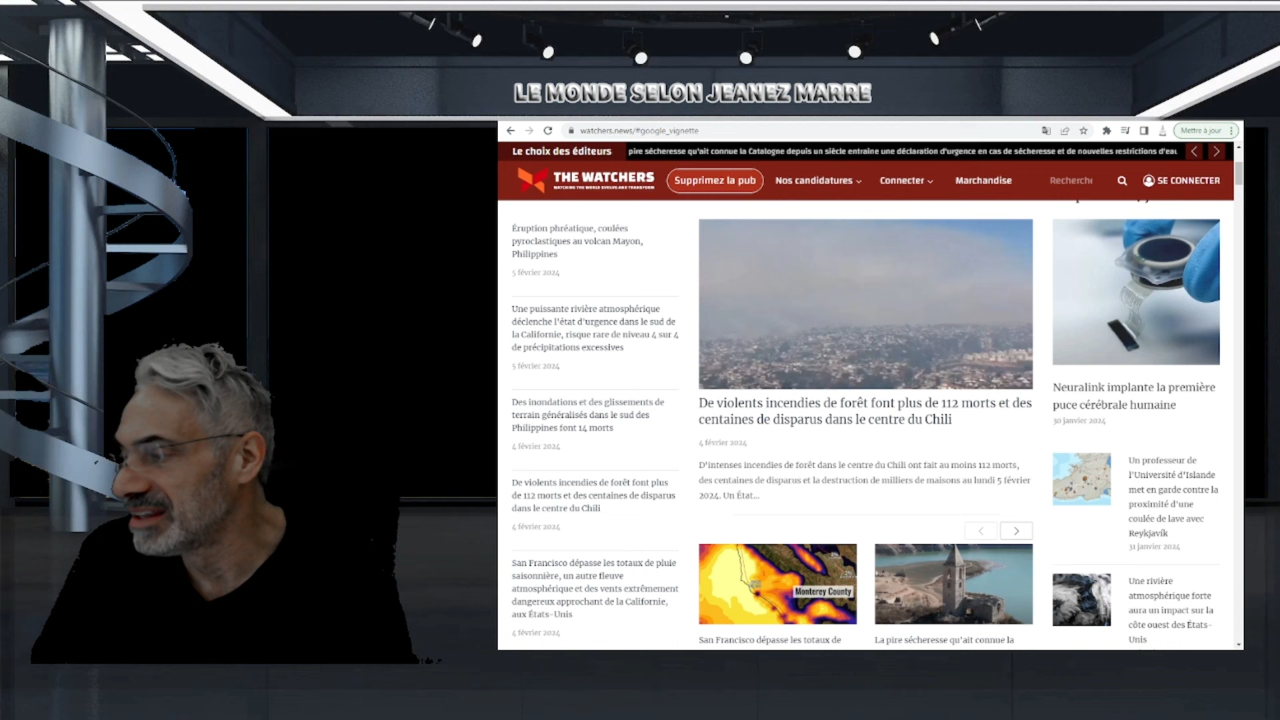 LE MONDE SELON JEANEZ MARRE
watchers.news/#google_vignette
Mettre à jour
Le choix des éditeurs
pire sécheresse qu'ait connue la Catalogne depuis un siècle entraîne une déclaration d'urgence en cas de sécheresse et de nouvelles restrictions d'eau
THE WATCHERS
WATCHING THE WORLD EVOLVE AND TRANSFORM
Supprimez la pub
Nos candidatures
Connecter
Marchandise
Recherche
SE CONNECTER
Éruption phréatique, coulées
pyroclastiques au volcan Mayon,
Philippines
5 février 2024
Une puissante rivière atmosphérique
déclenche l'état d'urgence dans le sud de
la Californie, risque rare de niveau 4 sur 4
de précipitations excessives
5 février 2024
Des inondations et des glissements de
terrain généralisés dans le sud des
Philippines font 14 morts
4 février 2024
De violents incendies de forêt font plus
de 112 morts et des centaines de disparus
dans le centre du Chili
4 février 2024
San Francisco dépasse les totaux de pluie
saisonnière, un autre fleuve
atmosphérique et des vents extrêmement
dangereux approchant de la Californie,
aux États-Unis
4 février 2024
De violents incendies de forêt font plus de 112 morts et des
centaines de disparus dans le centre du Chili
4 février 2024
D'intenses incendies de forêt dans le centre du Chili ont fait au moins 112 morts,
des centaines de disparus et la destruction de milliers de maisons au lundi 5 février
2024. Un État...
Monterey County
San Francisco dépasse les totaux de
La pire sécheresse qu'ait connue la
Neuralink implante la première
puce cérébrale humaine
30 janvier 2024
Un professeur de
l'Université d'Islande
met en garde contre la
proximité d'une
coulée de lave avec
Reykjavík
31 janvier 2024
Une rivière
atmosphérique forte
aura un impact sur la
côte ouest des États-
Unis